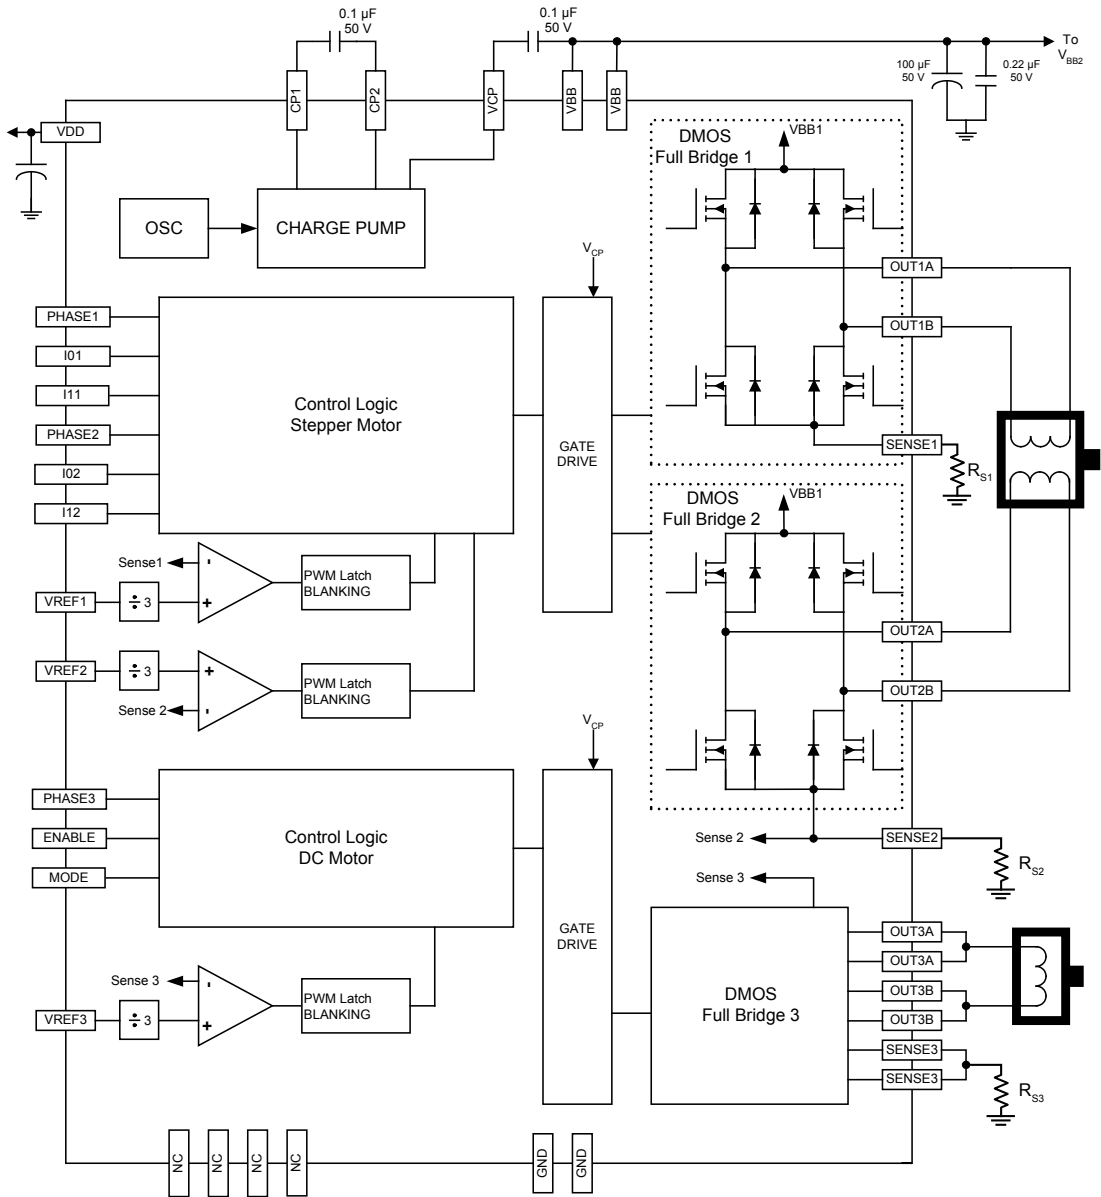 0.1 µF
50 V
0.1 µF
50 V
To
VBB2
100 µF
50 V
0.22 µF
50 V
CP1
CP2
VCP
VBB
VBB
VDD
DMOS
Full Bridge 1
VBB1
OSC
CHARGE PUMP
VCP
OUT1A
PHASE1
OUT1B
I01
I11
Control Logic
Stepper Motor
PHASE2
GATE
DRIVE
SENSE1
RS1
I02
I12
DMOS
Full Bridge 2
VBB1
Sense1
-
PWM Latch
BLANKING
VREF1
÷ 3
+
OUT2A
VREF2
÷ 3
+
PWM Latch
BLANKING
OUT2B
Sense 2
-
VCP
PHASE3
ENABLE
Control Logic
DC Motor
Sense 2
SENSE2
RS2
MODE
Sense 3
GATE
DRIVE
OUT3A
OUT3A
Sense 3
-
PWM Latch
BLANKING
DMOS
Full Bridge 3
OUT3B
VREF3
÷ 3
+
OUT3B
SENSE3
SENSE3
RS3
NC
NC
NC
NC
GND
GND